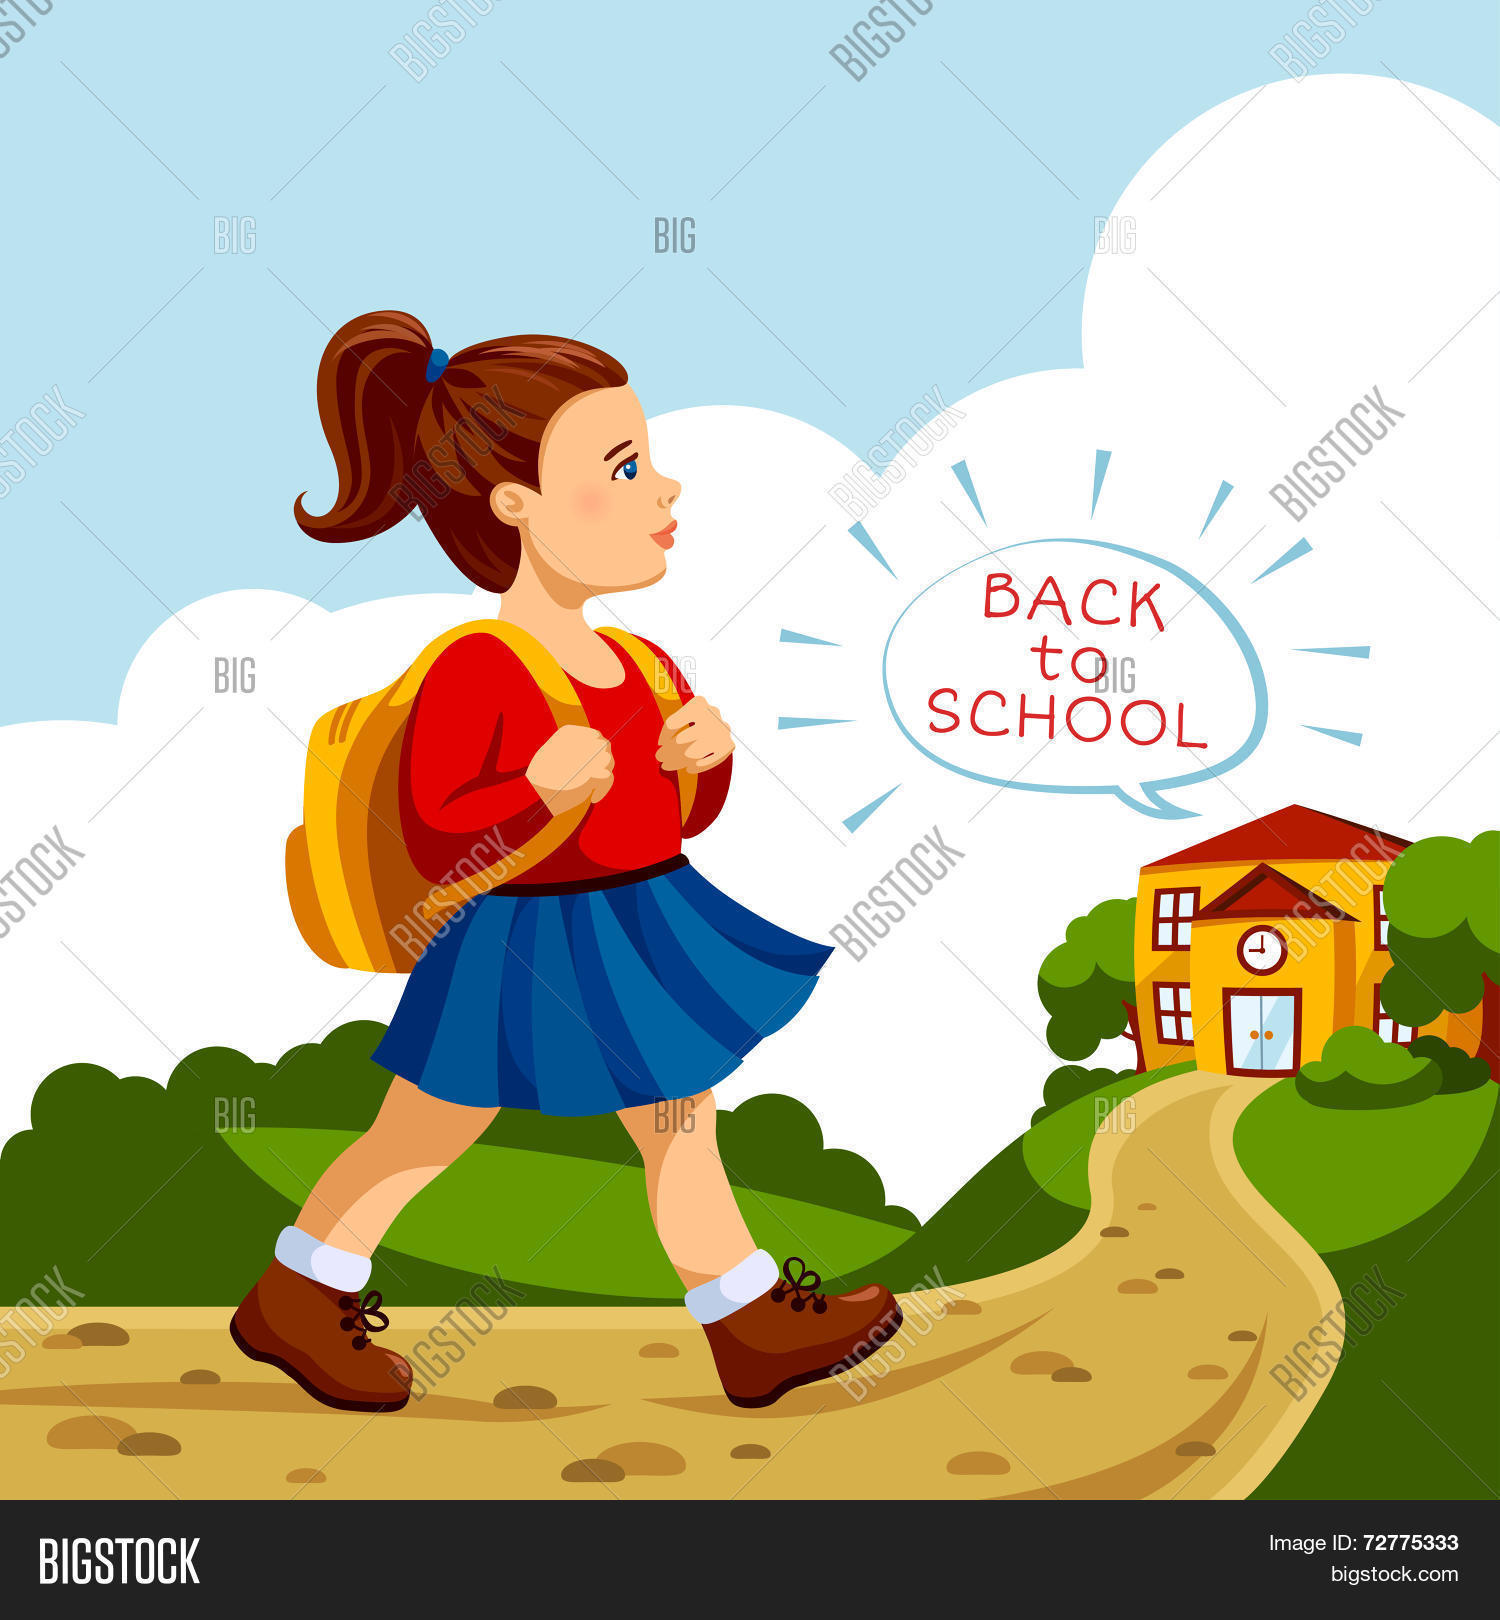 BACK
to
SCHOOL
BIGSTOCK
Image ID: 72775333
bigstock.com